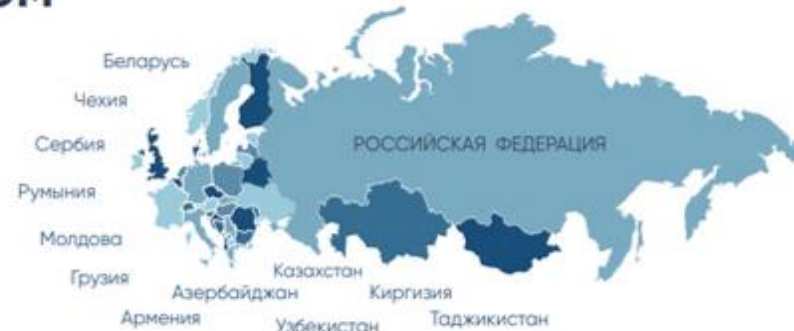 Беларусь
Чехия
Сербия
РОССИЙСКАЯ ФЕДЕРАЦИЯ
Румыния
Молдова
Грузия
Казахстан
Азербайджан
Киргизия
Армения
Узбекистан
Таджикистан